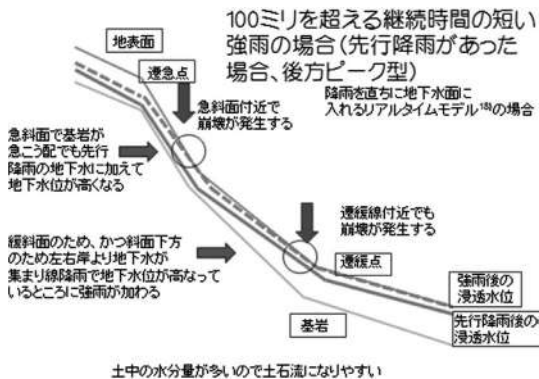 100ミリを超える継続時間の短い
強雨の場合(先行降雨があった
場合、後方ピーク型)
地表面
遷急点
降雨を直ちに地下水面に
入れるリアルタイムモデル¹⁸⁾の場合
急斜面付近で
崩壊が発生する
急斜面で基岩が
急こう配でも先行
降雨の地下水に加えて
地下水位が高くなる
遷緩線付近でも
崩壊が発生する
緩斜面のため、かつ斜面下方
のため左右岸より地下水が
集まり線降雨で地下水位が高なって
いるところに強雨が加わる
遷緩点
強雨後の
浸透水位
先行降雨後の
浸透水位
基岩
土中の水分量が多いので土石流になりやすい